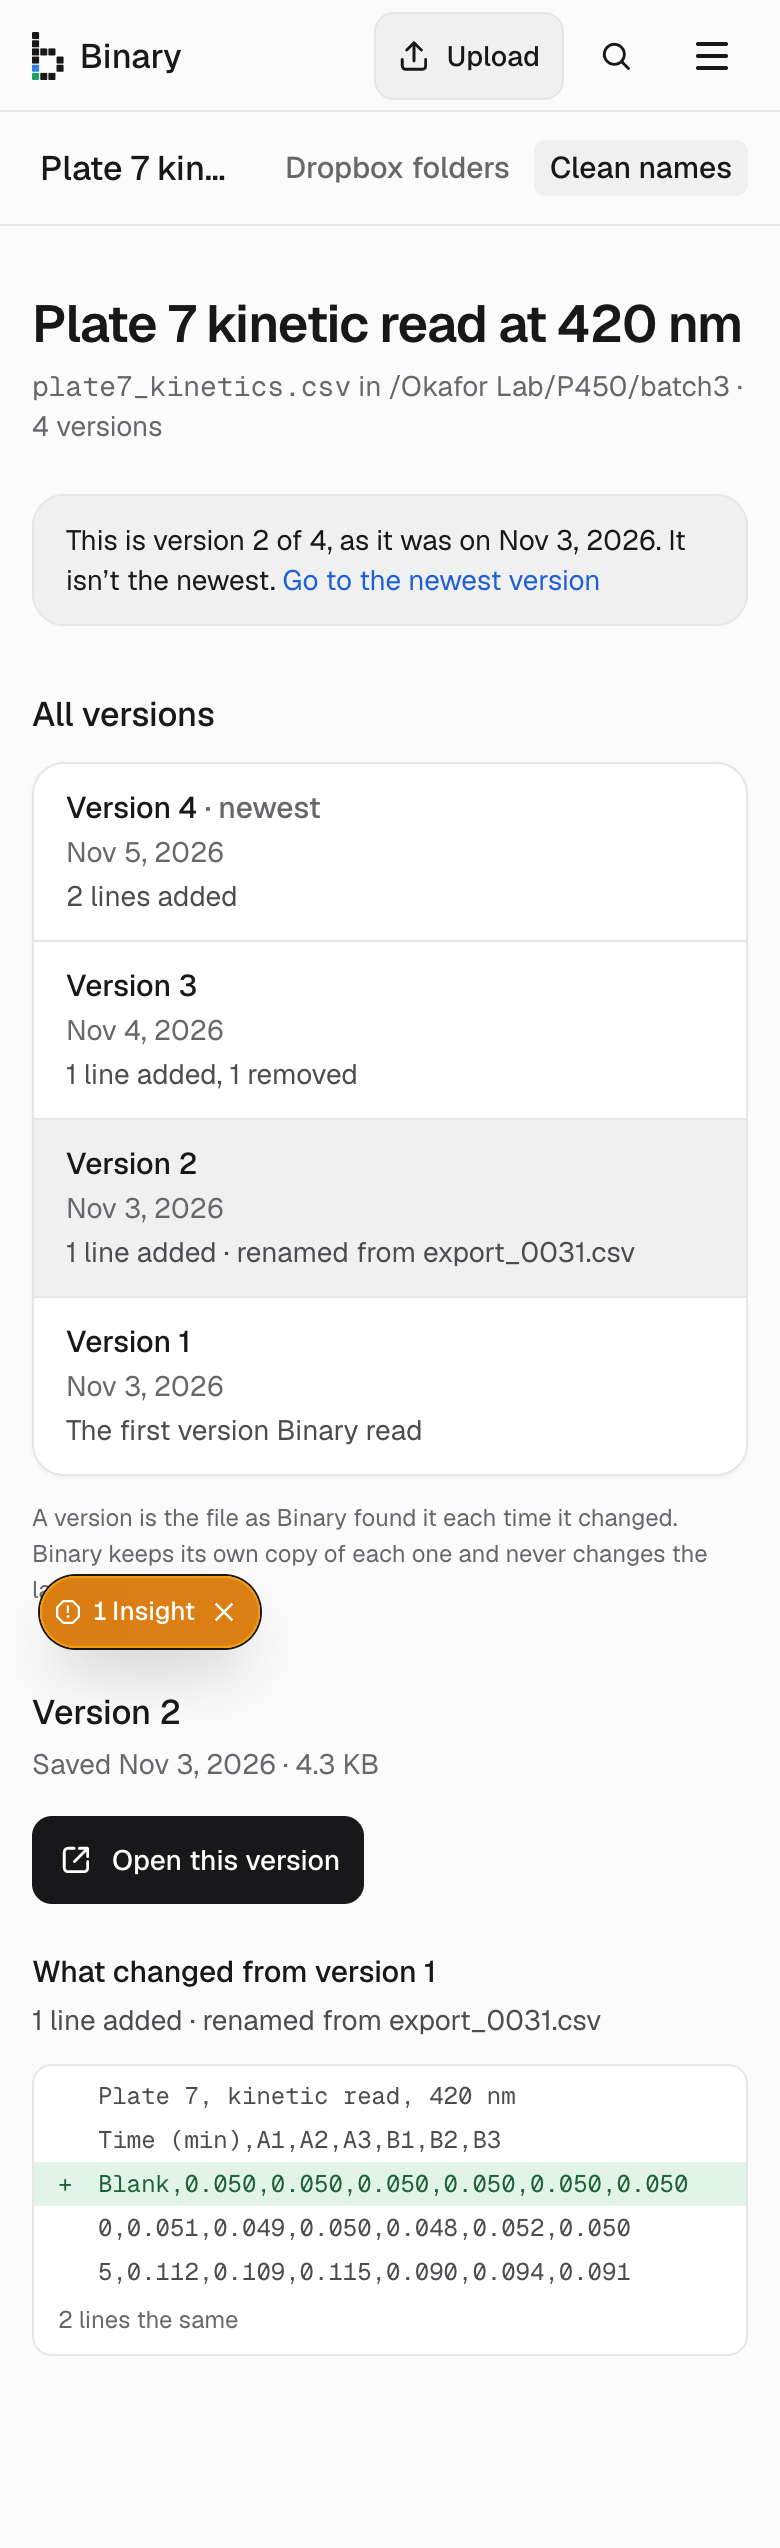 Binary
Upload
Plate 7 kin...
Dropbox folders
Clean names
Plate 7 kinetic read at 420 nm
plate7_kinetics.csv in /Okafor Lab/P450/batch3 ·
4 versions
This is version 2 of 4, as it was on Nov 3, 2026. It
isn’t the newest. Go to the newest version
All versions
Version 4 · newest
Nov 5, 2026
2 lines added
Version 3
Nov 4, 2026
1 line added, 1 removed
Version 2
Nov 3, 2026
1 line added · renamed from export_0031.csv
Version 1
Nov 3, 2026
The first version Binary read
A version is the file as Binary found it each time it changed.
Binary keeps its own copy of each one and never changes the
1 Insight
Version 2
Saved Nov 3, 2026 · 4.3 KB
Open this version
What changed from version 1
1 line added · renamed from export_0031.csv
Plate 7, kinetic read, 420 nm
Time (min),A1,A2,A3,B1,B2,B3
+ Blank,0.050,0.050,0.050,0.050,0.050,0.050
0,0.051,0.049,0.050,0.048,0.052,0.050
5,0.112,0.109,0.115,0.090,0.094,0.091
2 lines the same